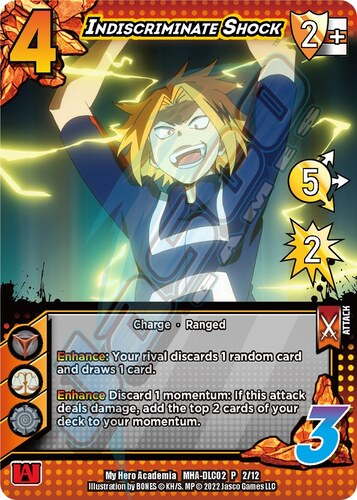 4
INDISCRIMINATE SHOCK
2 +
5
2
ATTACK
Charge · Ranged
Enhance: Your rival discards 1 random card
and draws 1 card.
Enhance Discard 1 momentum: If this attack
deals damage, add the top 2 cards of your
deck to your momentum.
3
My Hero Academia MHA-DLC02 P 2/12
Illustration by BONES © KH/S. MP © 2022 Jasco Games LLC